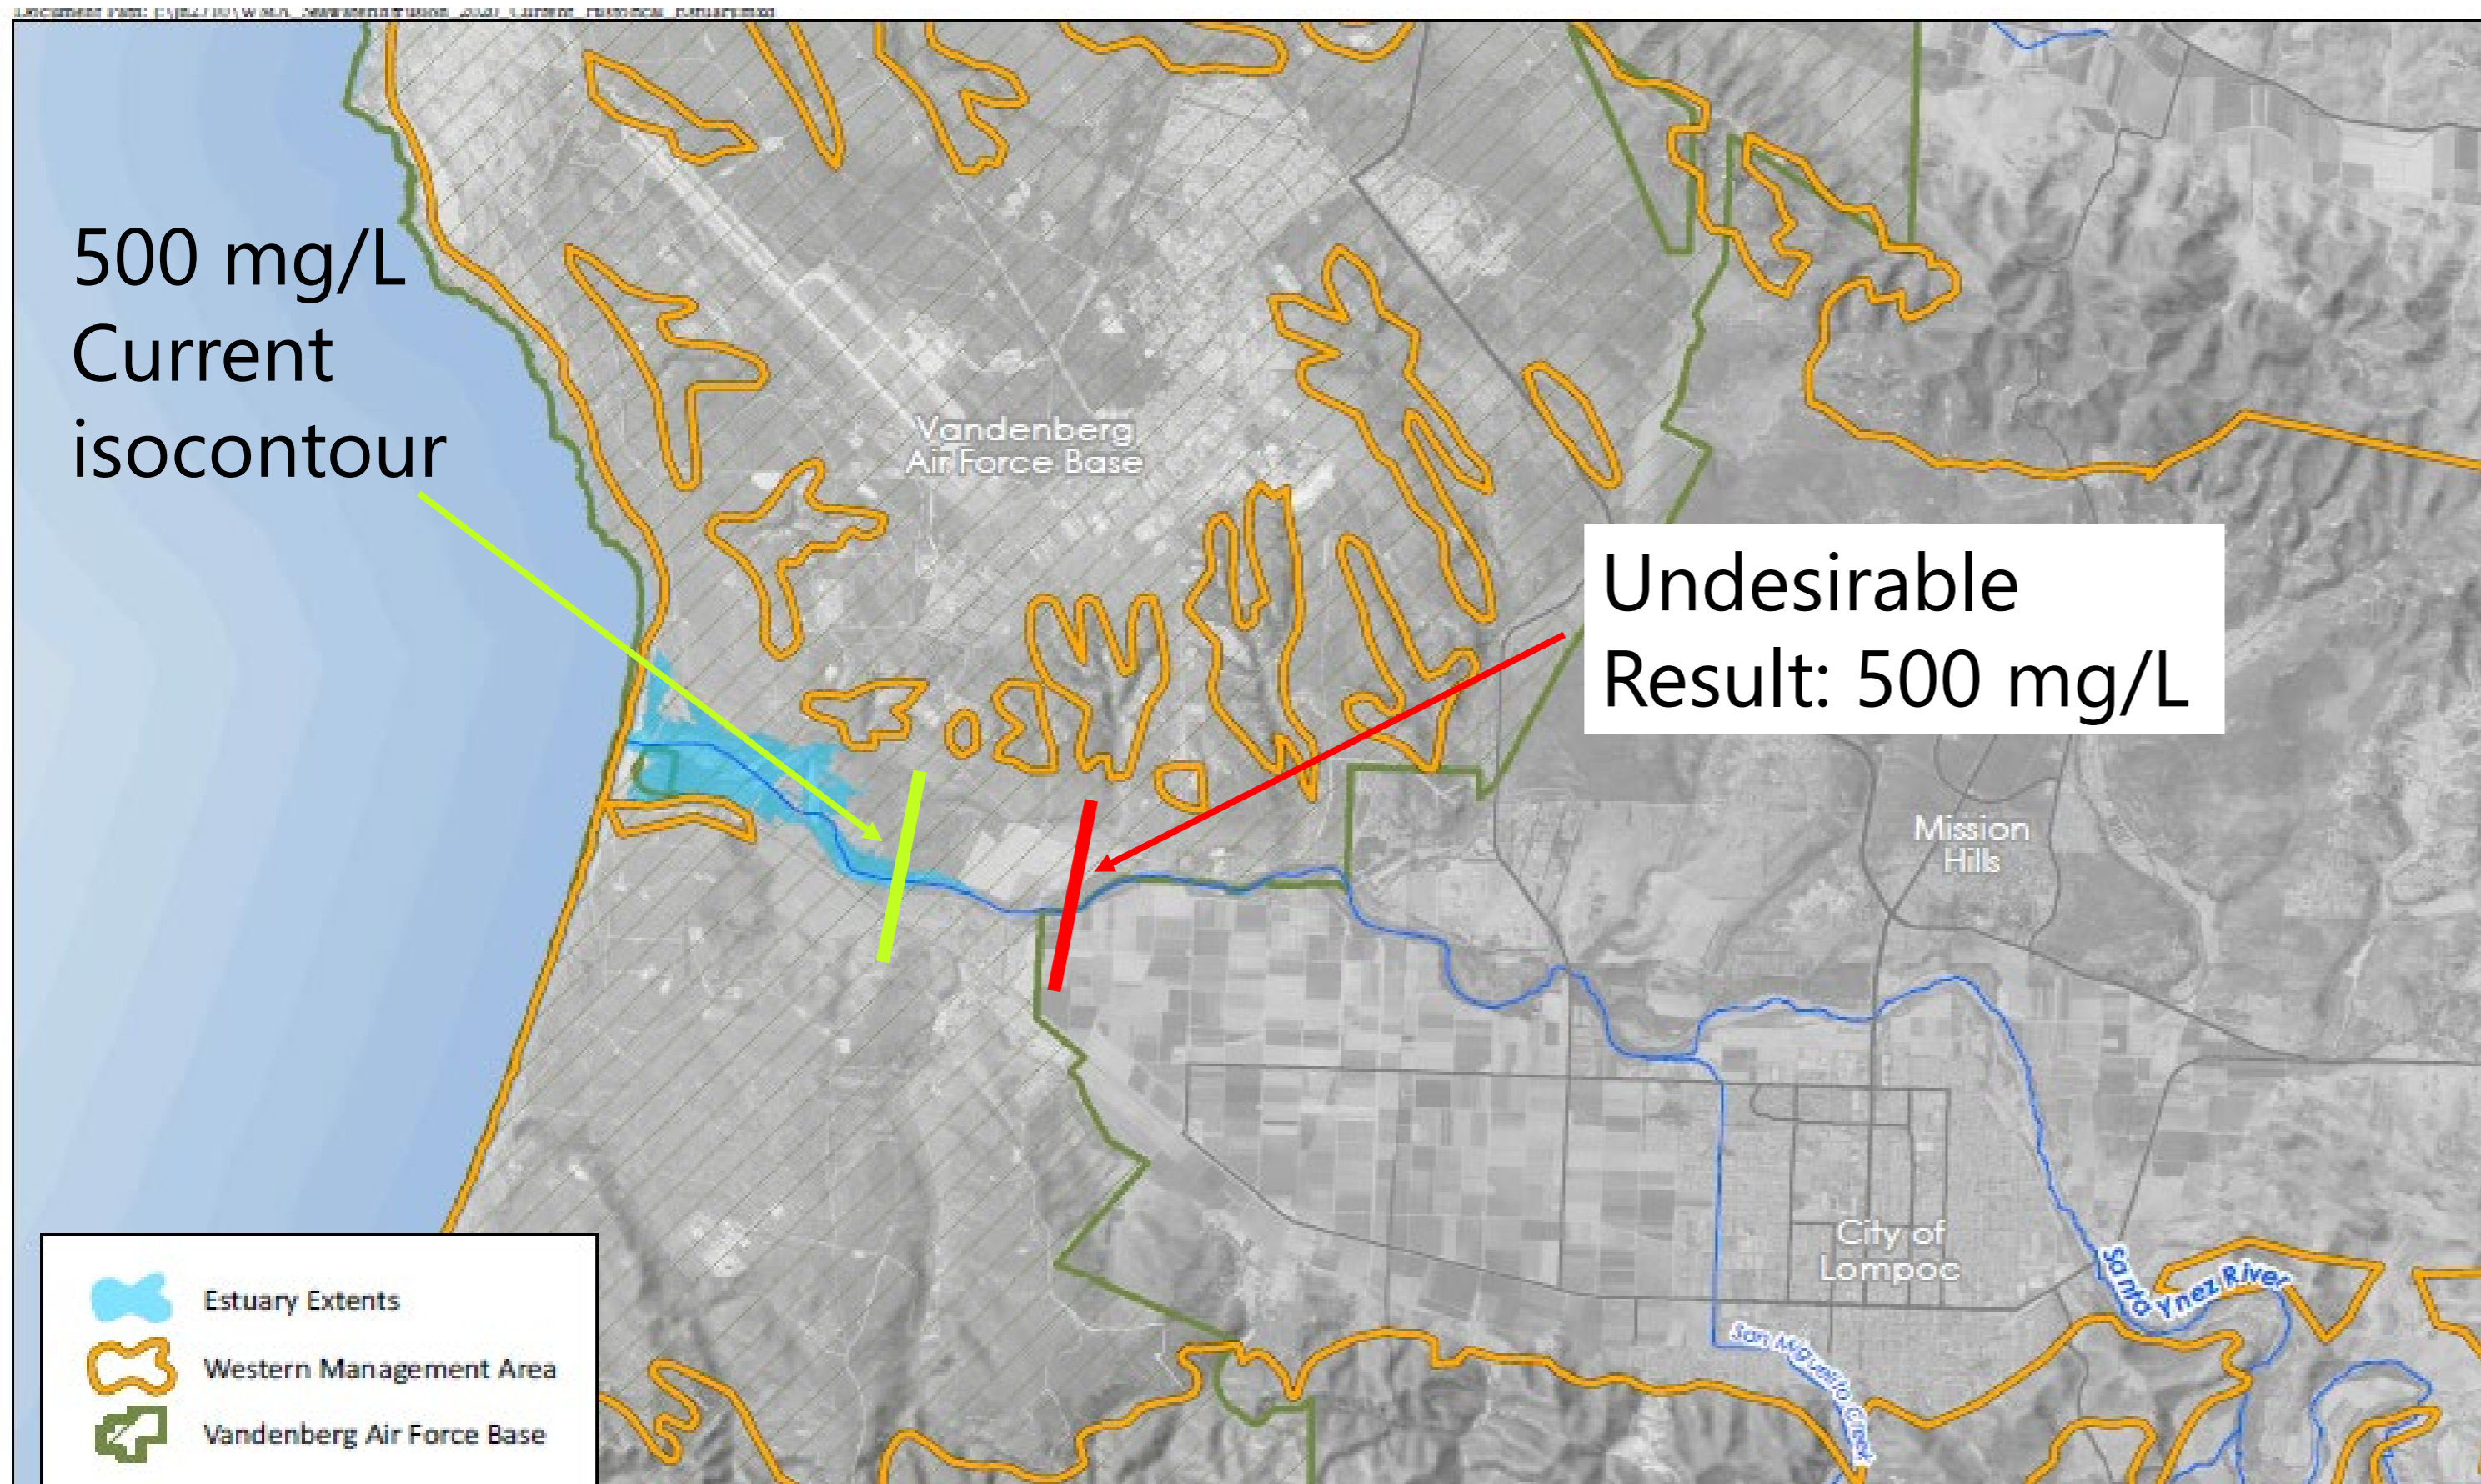 500 mg/L
Current
isocontour
Vandenberg
Air Force Base
Undesirable
Result: 500 mg/L
Mission
Hills
City of
Lompoc
Santa Ynez River
San Miguelito Creek
Estuary Extents
Western Management Area
Vandenberg Air Force Base